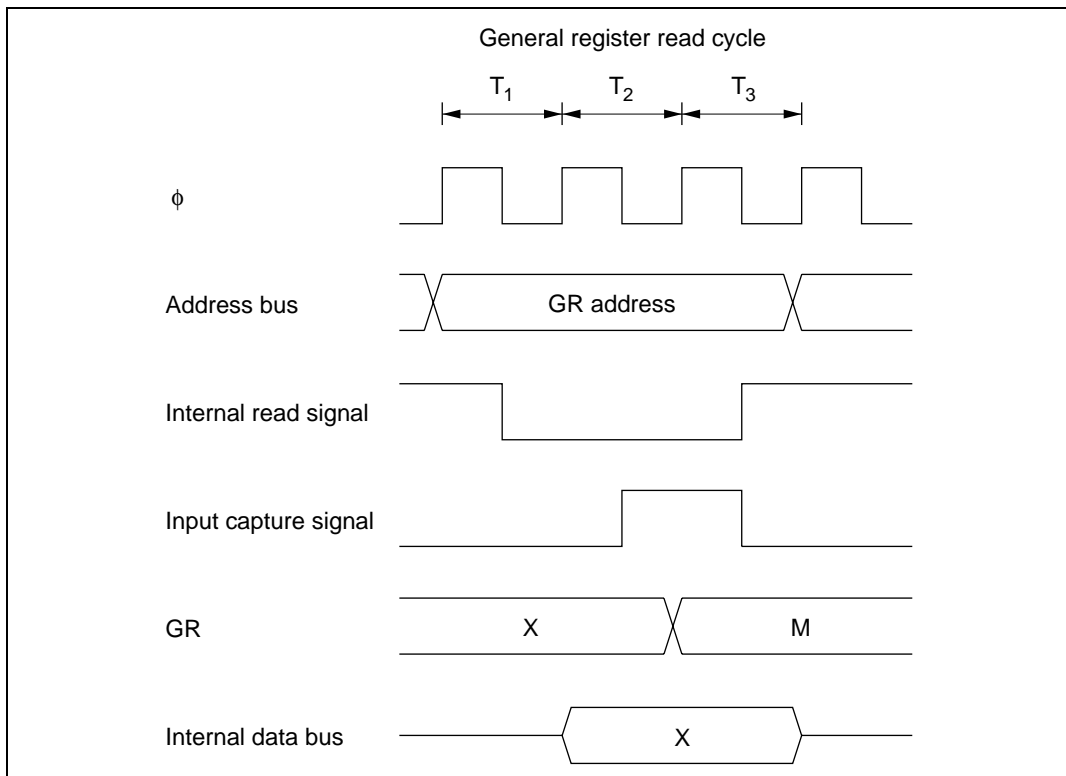 General register read cycle
T1 T2 T3
ϕ
Address bus GR address
Internal read signal
Input capture signal
GR X M
Internal data bus X